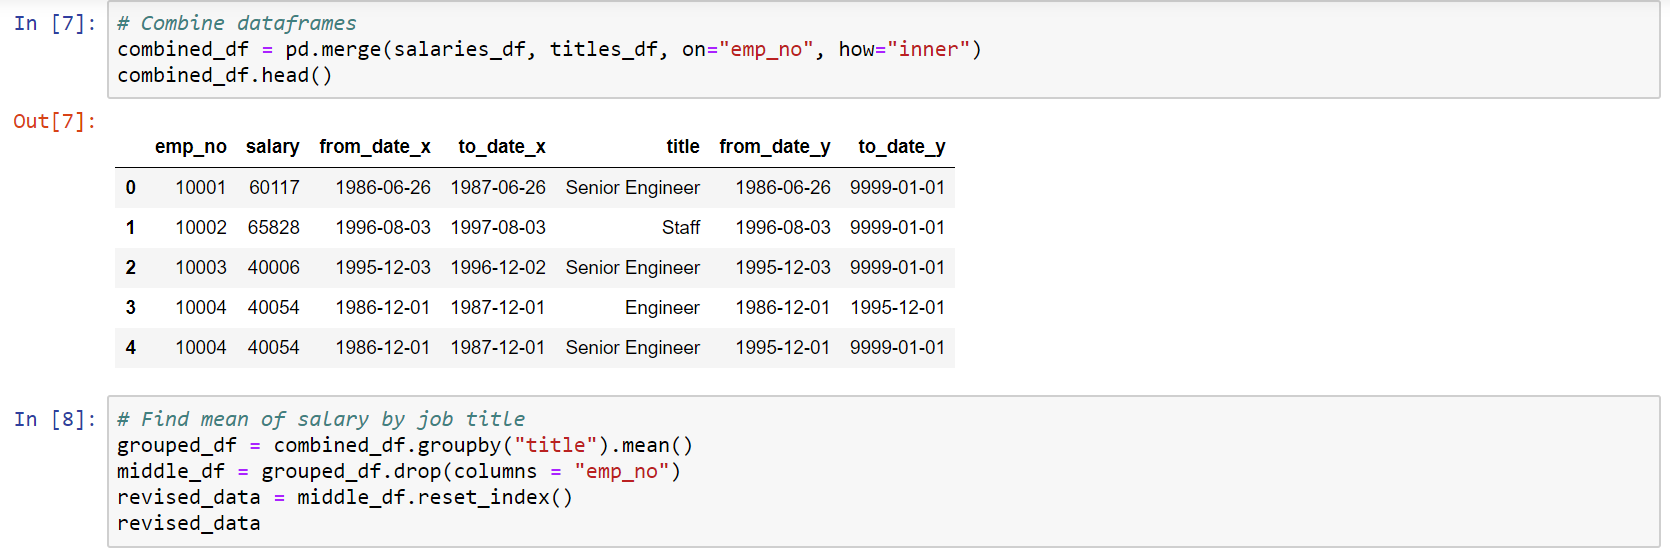 In [7]: # Combine dataframes
combined_df = pd.merge(salaries_df, titles_df, on="emp_no", how="inner")
combined_df.head()
Out[7]:
emp_no salary from_date_x to_date_x title from_date_y to_date_y
0 10001 60117 1986-06-26 1987-06-26 Senior Engineer 1986-06-26 9999-01-01
1 10002 65828 1996-08-03 1997-08-03 Staff 1996-08-03 9999-01-01
2 10003 40006 1995-12-03 1996-12-02 Senior Engineer 1995-12-03 9999-01-01
3 10004 40054 1986-12-01 1987-12-01 Engineer 1986-12-01 1995-12-01
4 10004 40054 1986-12-01 1987-12-01 Senior Engineer 1995-12-01 9999-01-01
In [8]: # Find mean of salary by job title
grouped_df = combined_df.groupby("title").mean()
middle_df = grouped_df.drop(columns = "emp_no")
revised_data = middle_df.reset_index()
revised_data